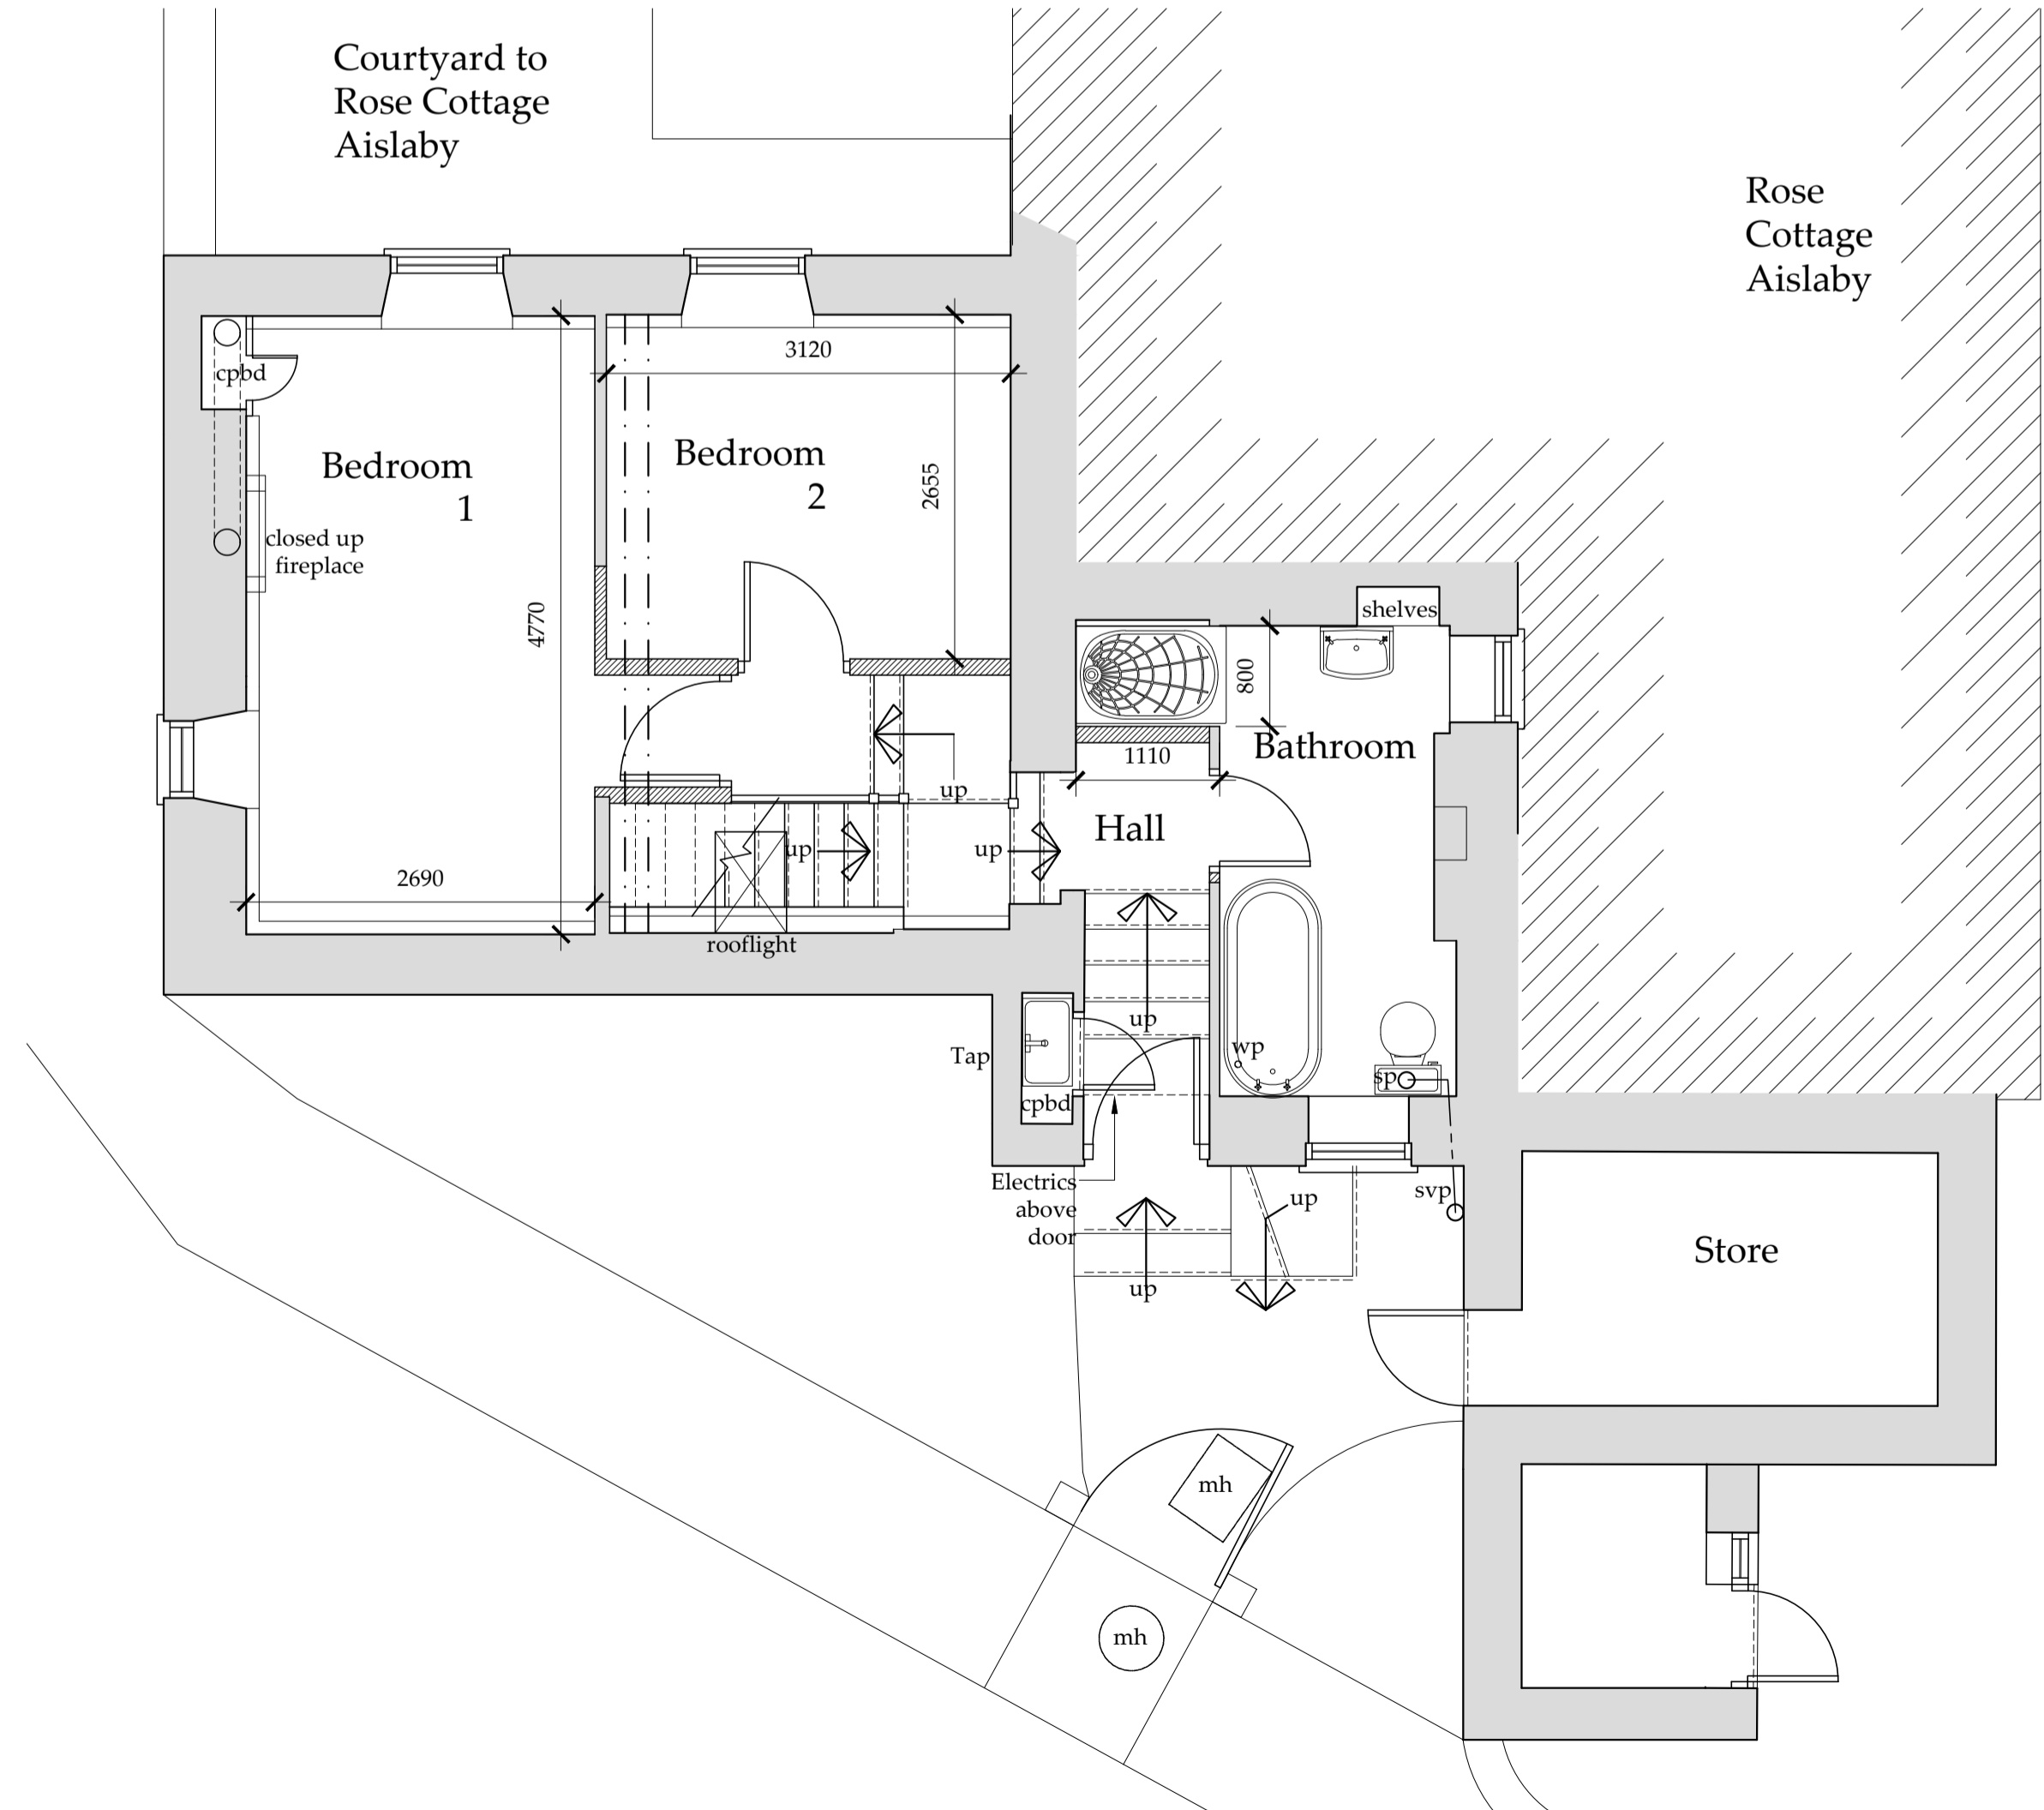 Courtyard to
Rose Cottage
Aislaby
Rose
Cottage
Aislaby
3120
cpbd
Bedroom
1
Bedroom
2
2655
closed up
fireplace
4770
shelves
800
Bathroom
1110
up
Hall
up
up
2690
rooflight
up
Tap
wp
sp
cpbd
Electrics
above
door
up
svp
up
Store
mh
mh